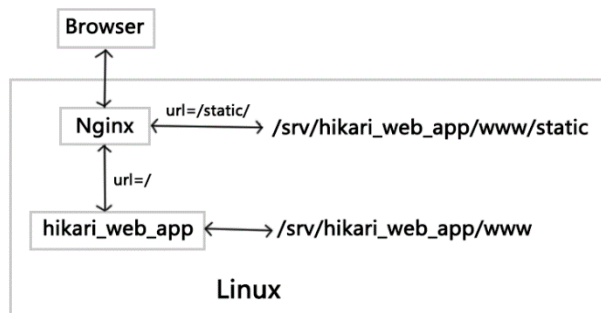 Browser
url=/static/
Nginx
/srv/hikari_web_app/www/static
url=/
hikari_web_app
/srv/hikari_web_app/www
Linux